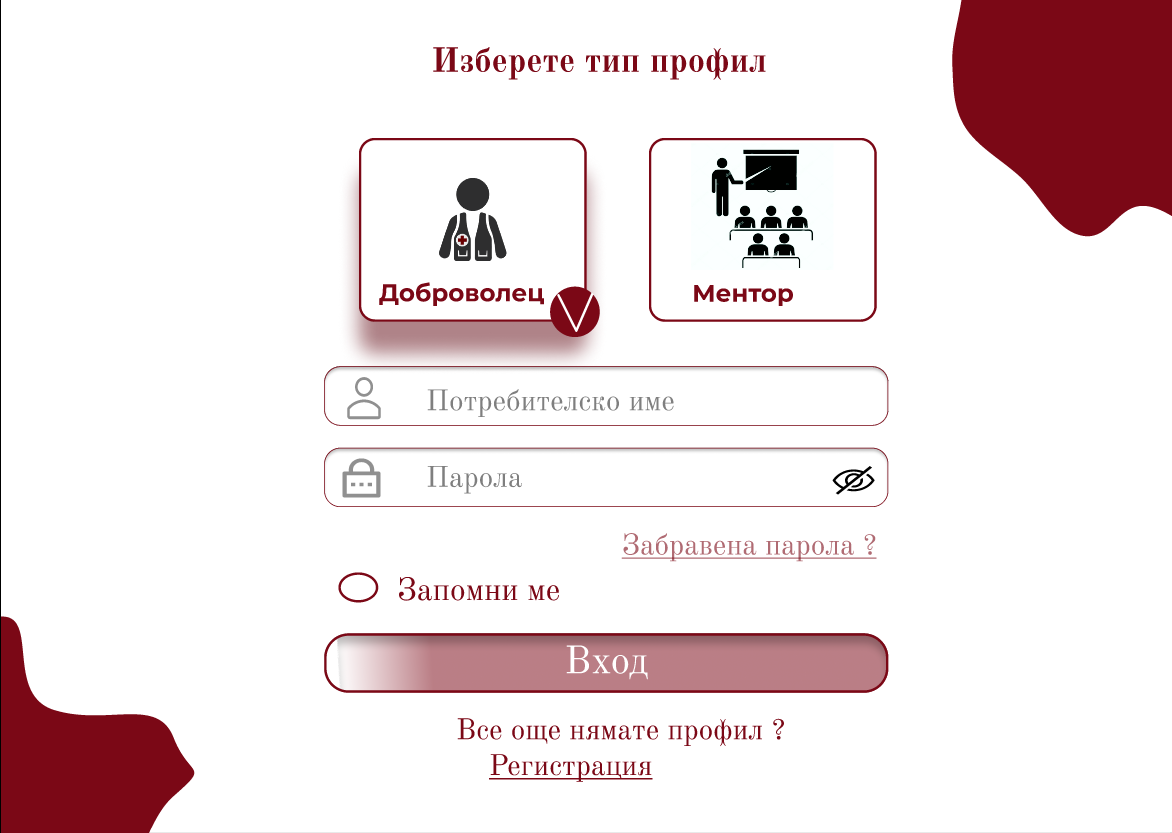 Изберете тип профил
Доброволец
Ментор
Потребителско име
Парола
Забравена парола ?
Запомни ме
Вход
Все още нямате профил ?
Регистрация